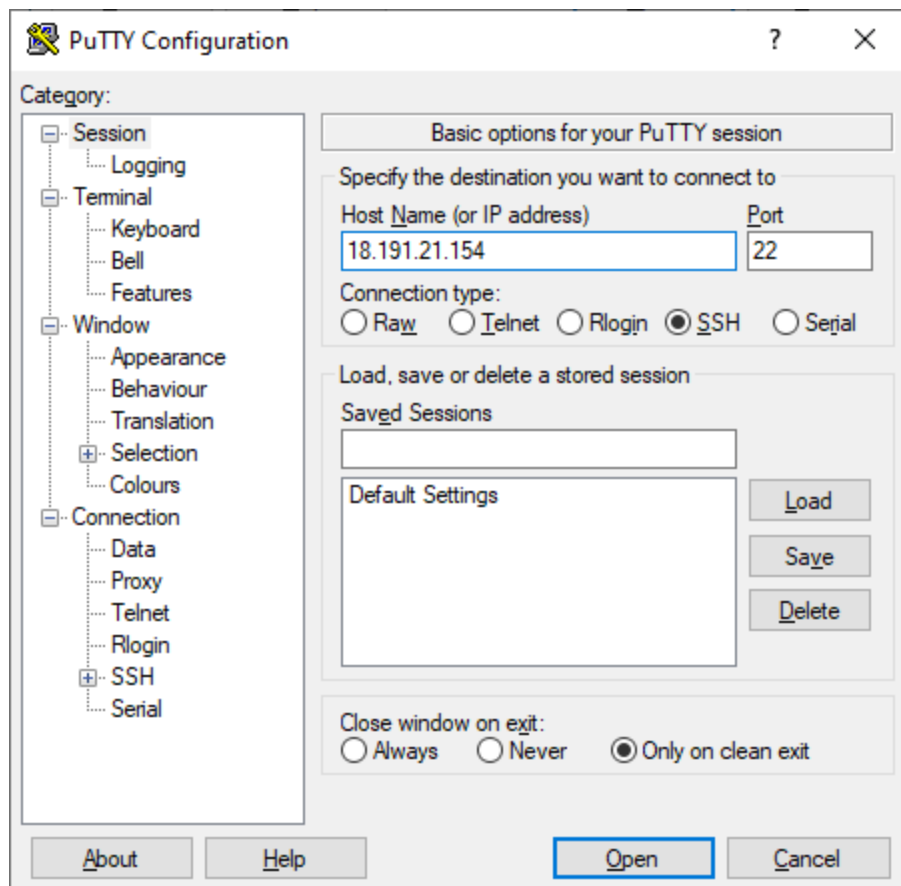 PuTTY Configuration
?
Category:
Session
Logging
Terminal
Keyboard
Bell
Features
Window
Appearance
Behaviour
Translation
Selection
Colours
Connection
Data
Proxy
Telnet
Rlogin
SSH
Serial
Basic options for your PuTTY session
Specify the destination you want to connect to
Host Name (or IP address) Port
18.191.21.154 22
Connection type:
Raw Telnet Rlogin SSH Serial
Load, save or delete a stored session
Saved Sessions
Default Settings
Load
Save
Delete
Close window on exit:
Always Never Only on clean exit
About Help Open Cancel